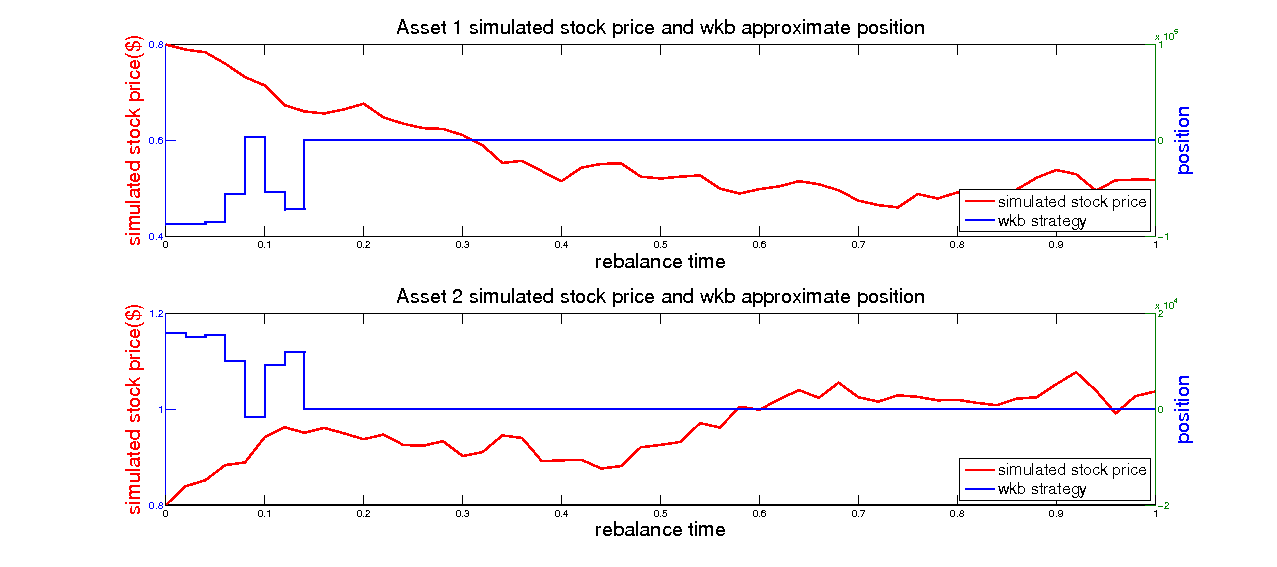 Asset 1 simulated stock price and wkb approximate position
x 10^5
0.8
0.6
0.4
simulated stock price($)
1
0
−1
position
simulated stock price
wkb strategy
0 0.1 0.2 0.3 0.4 0.5 0.6 0.7 0.8 0.9 1
rebalance time
Asset 2 simulated stock price and wkb approximate position
x 10^4
1.2
1
0.8
simulated stock price($)
2
0
−2
position
simulated stock price
wkb strategy
0 0.1 0.2 0.3 0.4 0.5 0.6 0.7 0.8 0.9 1
rebalance time